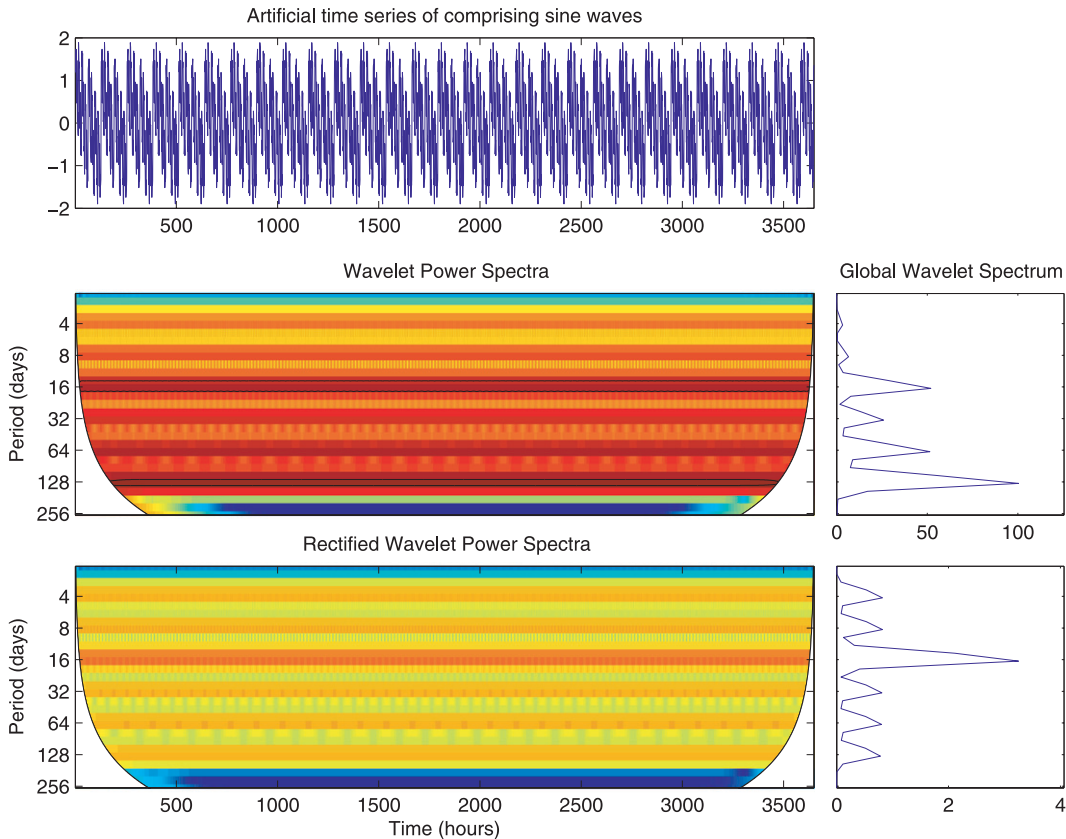 Artificial time series of comprising sine waves
2
1
0
−1
−2
500 1000 1500 2000 2500 3000 3500
Wavelet Power Spectra
Global Wavelet Spectrum
Period (days)
4
8
16
32
64
128
256
0 50 100
Rectified Wavelet Power Spectra
Period (days)
4
8
16
32
64
128
256
500 1000 1500 2000 2500 3000 3500
0 2 4
Time (hours)